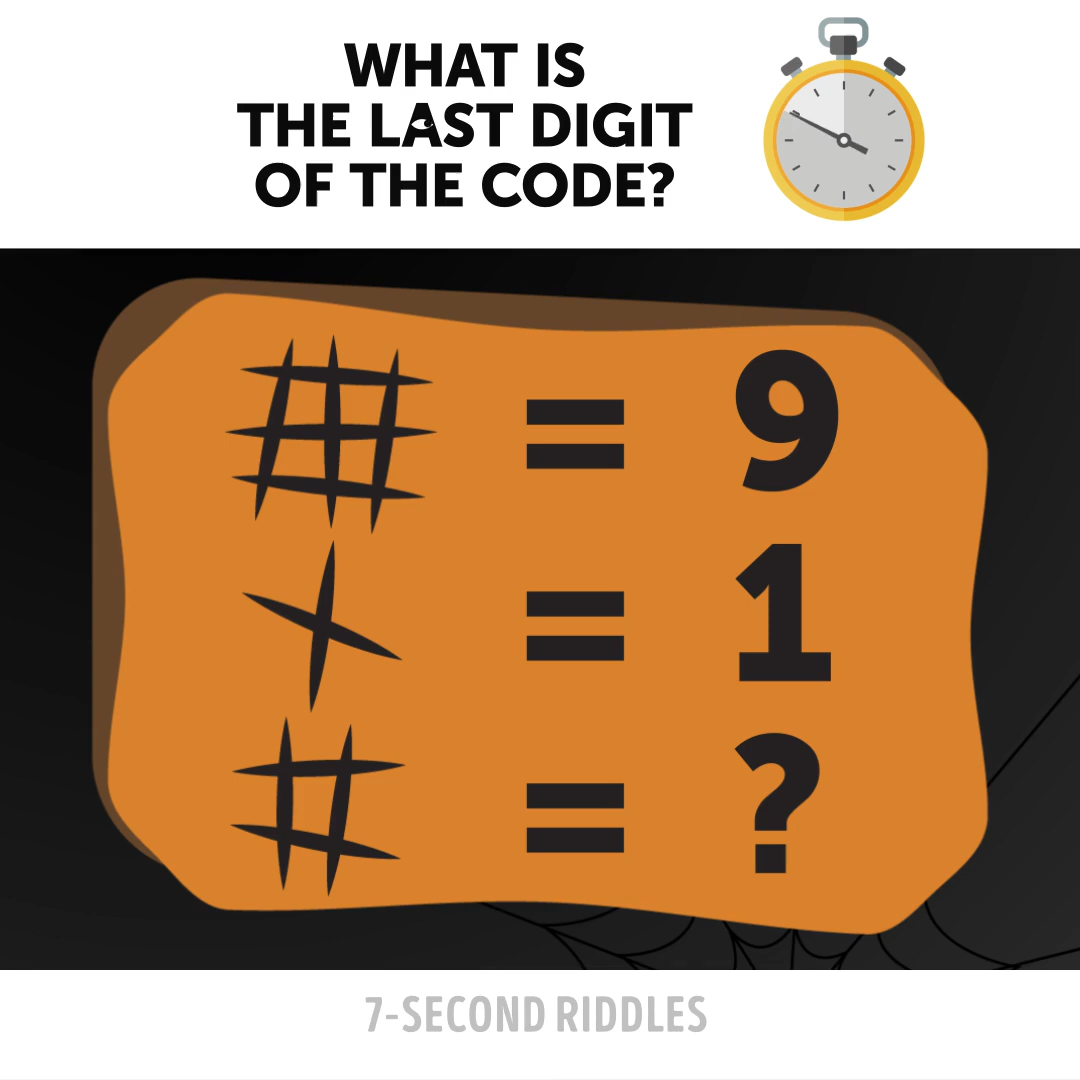 WHAT IS
THE LAST DIGIT
OF THE CODE?
= 9
= 1
= ?
7-SECOND RIDDLES